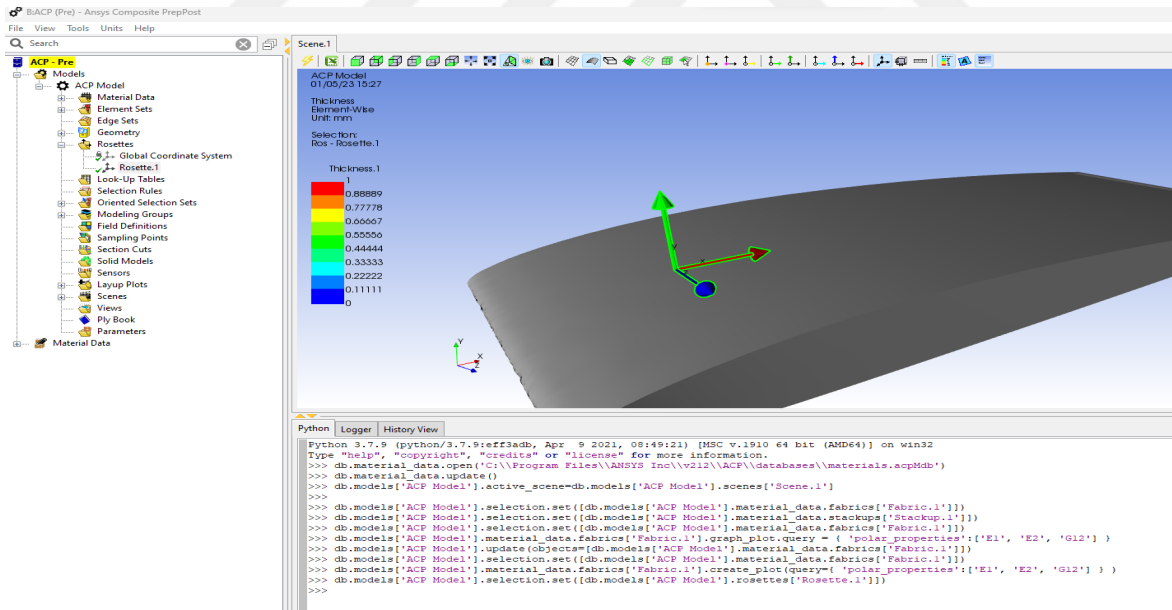 B:ACP (Pre) - Ansys Composite PrepPost
File View Tools Units Help
Search
ACP - Pre
Models
ACP Model
Material Data
Element Sets
Edge Sets
Geometry
Rosettes
Global Coordinate System
Rosette.1
Look-Up Tables
Selection Rules
Oriented Selection Sets
Modeling Groups
Field Definitions
Sampling Points
Section Cuts
Solid Models
Sensors
Layup Plots
Scenes
Views
Ply Book
Parameters
Material Data
Scene.1
ACP Model
01/05/23 15:27
Thickness
Element-Wise
Unit: mm
Selection:
Ros - Rosette.1
Thickness.1
1
0.88889
0.77778
0.66667
0.55556
0.44444
0.33333
0.22222
0.11111
0
Y
X
Z
Python Logger History View
Python 3.7.9 (python/3.7.9:eff3adb, Apr 9 2021, 08:49:21) [MSC v.1910 64 bit (AMD64)] on win32
Type "help", "copyright", "credits" or "license" for more information.
>>> db.material_data.open('C:\\Program Files\\ANSYS Inc\\v212\\ACP\\databases\\materials.acpMdb')
>>> db.material_data.update()
>>> db.models['ACP Model'].active_scene=db.models['ACP Model'].scenes['Scene.1']
>>>
>>> db.models['ACP Model'].selection.set([db.models['ACP Model'].material_data.fabrics['Fabric.1']])
>>> db.models['ACP Model'].selection.set([db.models['ACP Model'].material_data.stackups['Stackup.1']])
>>> db.models['ACP Model'].selection.set([db.models['ACP Model'].material_data.fabrics['Fabric.1']])
>>> db.models['ACP Model'].material_data.fabrics['Fabric.1'].graph_plot.query = { 'polar_properties':['E1', 'E2', 'G12'] }
>>> db.models['ACP Model'].update(objects=[db.models['ACP Model'].material_data.fabrics['Fabric.1']])
>>> db.models['ACP Model'].selection.set([db.models['ACP Model'].material_data.fabrics['Fabric.1']])
>>> db.models['ACP Model'].material_data.fabrics['Fabric.1'].create_plot(query={ 'polar_properties':['E1', 'E2', 'G12'] } )
>>> db.models['ACP Model'].selection.set([db.models['ACP Model'].rosettes['Rosette.1']])
>>>